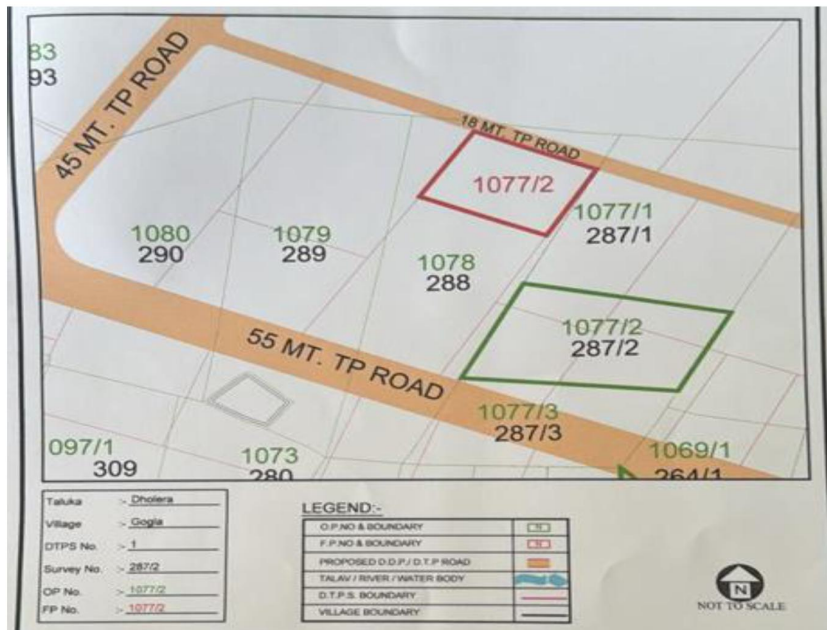 83
93
45 MT. TP ROAD
18 MT. TP ROAD
1077/2
1077/1
287/1
1080
290
1079
289
1078
288
1077/2
287/2
55 MT. TP ROAD
1077/3
287/3
097/1
309
1073
280
1069/1
264/1
Taluka :- Dholera
Village :- Gogla
DTPS No. :- 1
Survey No. :- 287/2
OP No. :- 1077/2
FP No. :- 1077/2
LEGEND:-
O.P.NO & BOUNDARY N
F.P.NO & BOUNDARY N
PROPOSED D.D.P./ D.T.P ROAD
TALAV / RIVER / WATER BODY
D.T.P.S. BOUNDARY
VILLAGE BOUNDARY
N
NOT TO SCALE